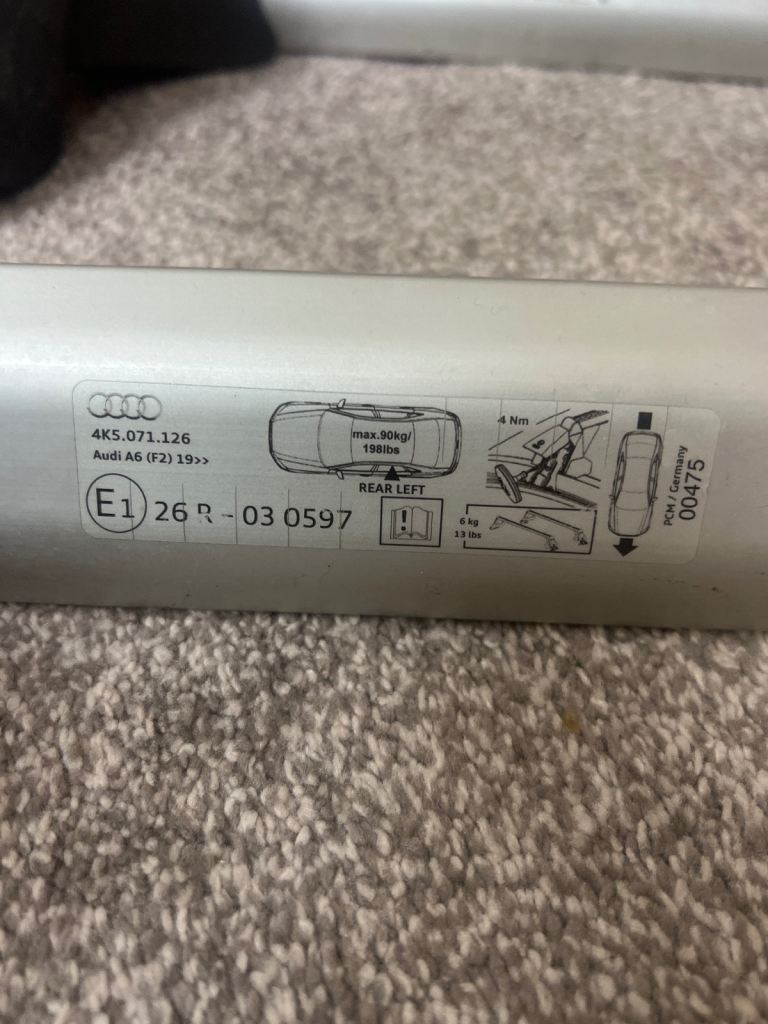 4K5.071.126
Audi A6 (F2) 19>>
E1 26 R - 03 0597
max.90kg/
198lbs
REAR LEFT
!
4 Nm
6 kg
13 lbs
PCM / Germany
00475